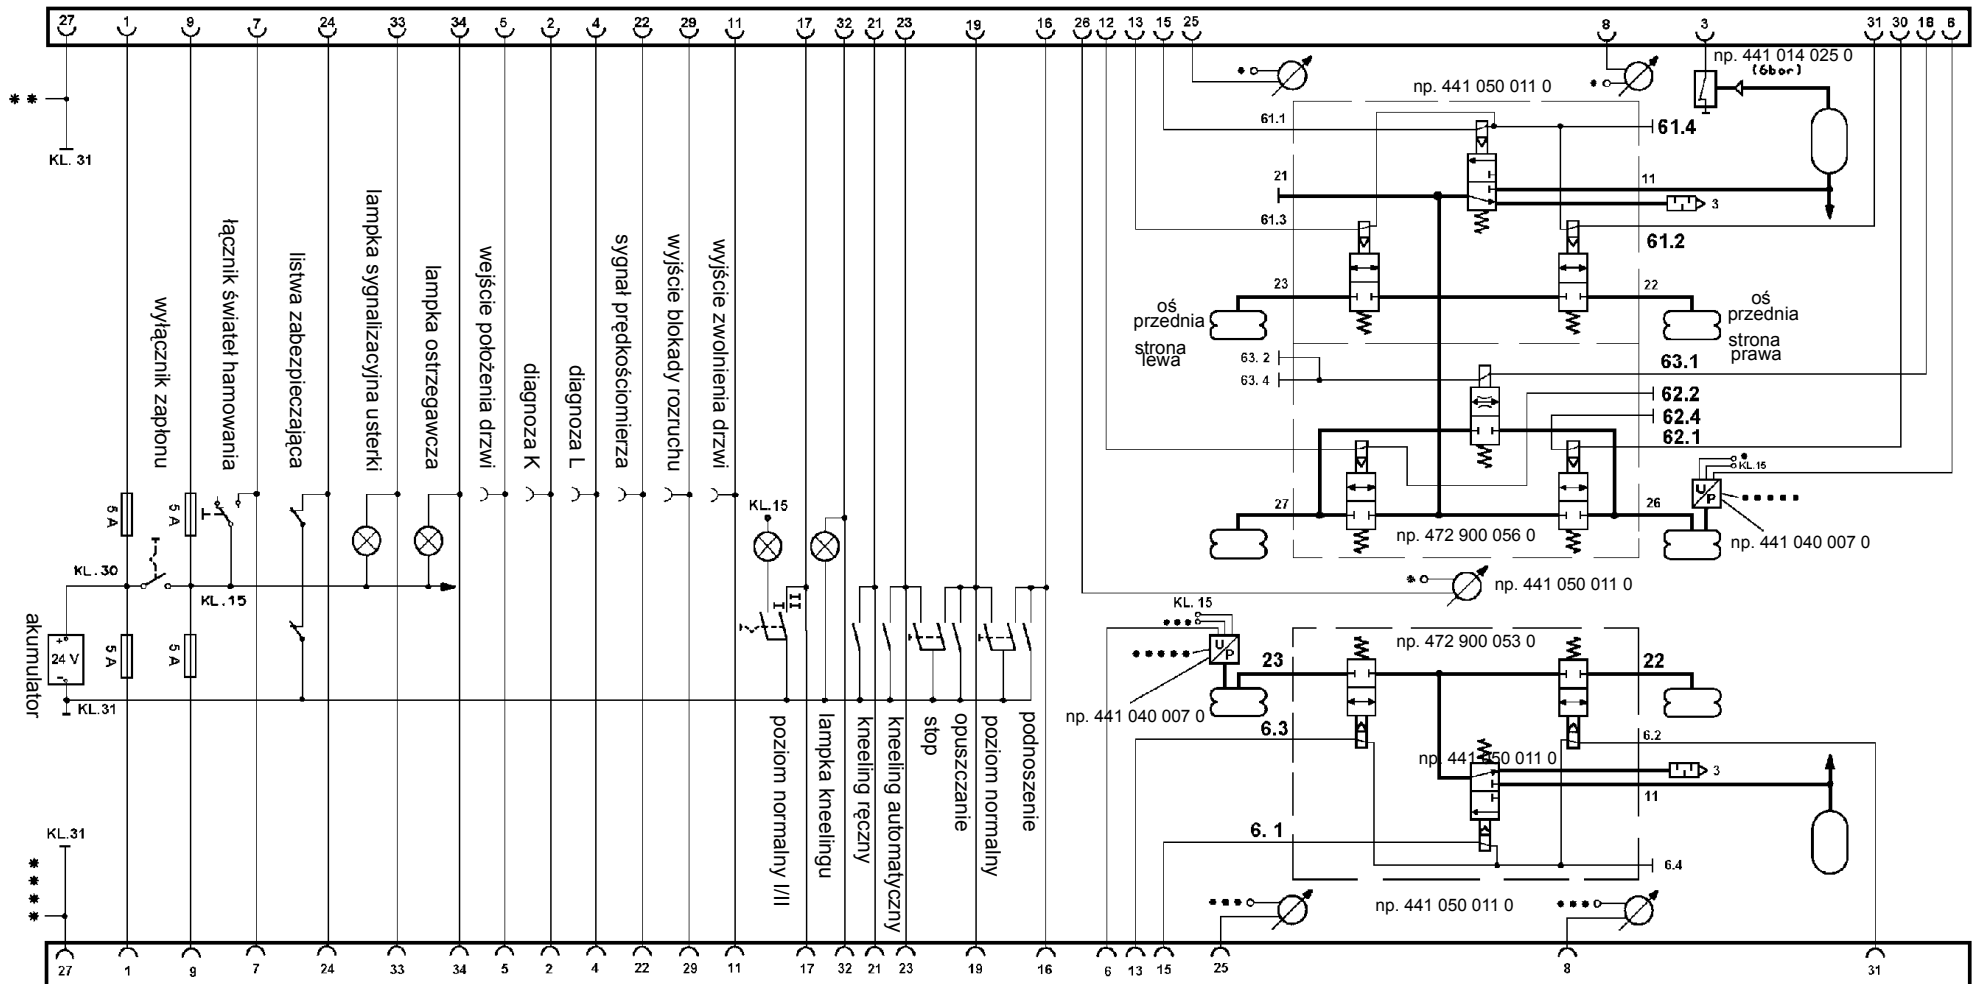 27 1 9 7 24 33 34 5 2 4 22 29 11 17 32 21 23 19 16 26 12 13 15 25 8 3 31 30 18 6
np. 441 014 025 0
(6bor)
* *
KL. 31
np. 441 050 011 0
61.1
61.4
21
11
3
61.3
61.2
23
22
oś
przednia
strona
lewa
oś
przednia
strona
prawa
63. 2
63. 4
63.1
62.2
62.4
62.1
KL.15
27
26
np. 472 900 056 0
np. 441 040 007 0
U/P
np. 441 050 011 0
wyłącznik zapłonu
łącznik świateł hamowania
listwa zabezpieczająca
lampka sygnalizacyjna usterki
lampka ostrzegawcza
wejście położenia drzwi
diagnoza K
diagnoza L
sygnał prędkościomierza
wyjście blokady rozruchu
wyjście zwolnienia drzwi
5 A
5 A
KL.15
KL.30
KL.15
I II
akumulator
+
24 V
-
5 A
5 A
KL.31
poziom normalny I/II
lampka kneelingu
kneeling ręczny
kneeling automatyczny
stop
opuszczanie
poziom normalny
podnoszenie
KL. 15
U/P
np. 472 900 053 0
23
22
np. 441 040 007 0
6.3
6.2
np. 441 050 011 0
3
11
6. 1
6.4
np. 441 050 011 0
KL.31
* * * *
27 1 9 7 24 33 34 5 2 4 22 29 11 17 32 21 23 19 16 6 13 15 25 8 31